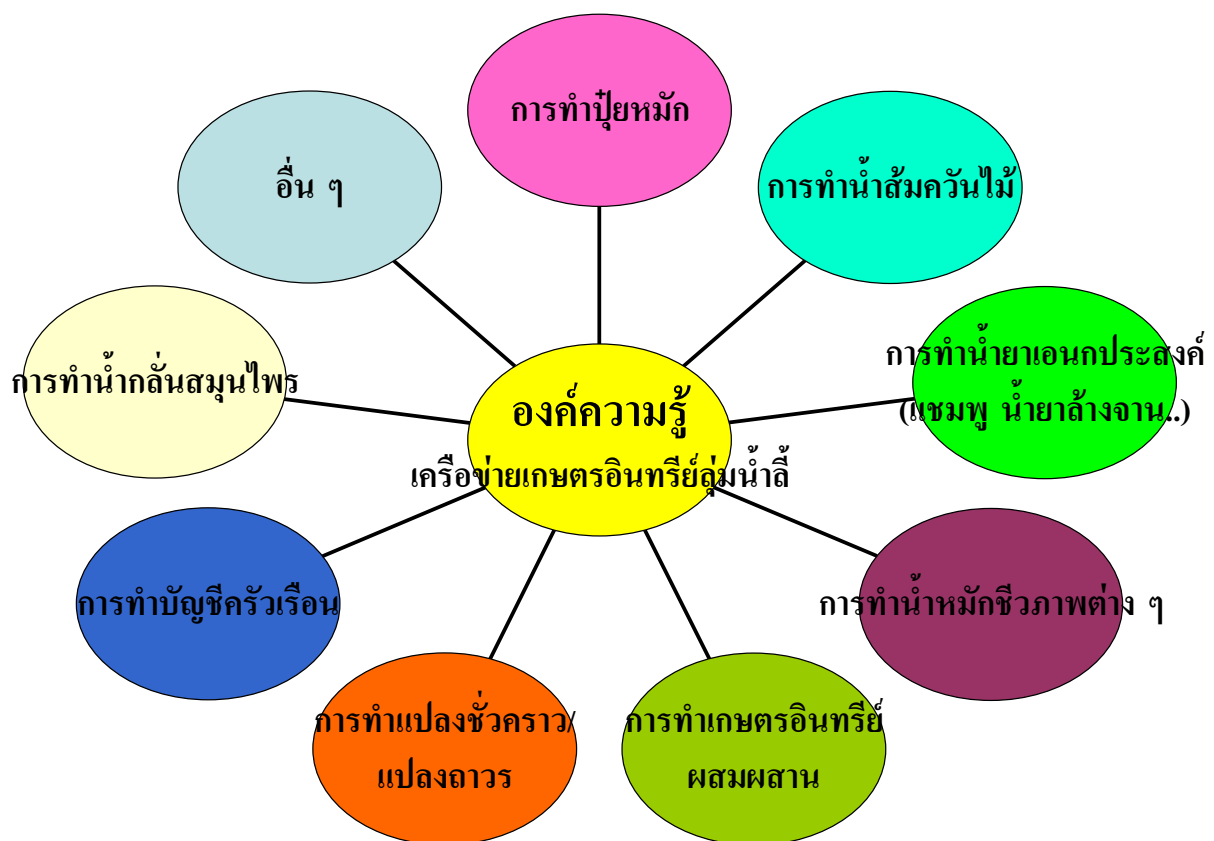 การทำปุ๋ยหมัก
อื่น ๆ
การทำน้ำส้มควันไม้
การทำน้ำกลั่นสมุนไพร
การทำน้ำยาเอนกประสงค์
(แชมพู น้ำยาล้างจาน..)
องค์ความรู้
เครือข่ายเกษตรอินทรีย์ลุ่มน้ำลี้
การทำบัญชีครัวเรือน
การทำน้ำหมักชีวภาพต่าง ๆ
การทำแปลงชั่วคราว/
แปลงถาวร
การทำเกษตรอินทรีย์
ผสมผสาน